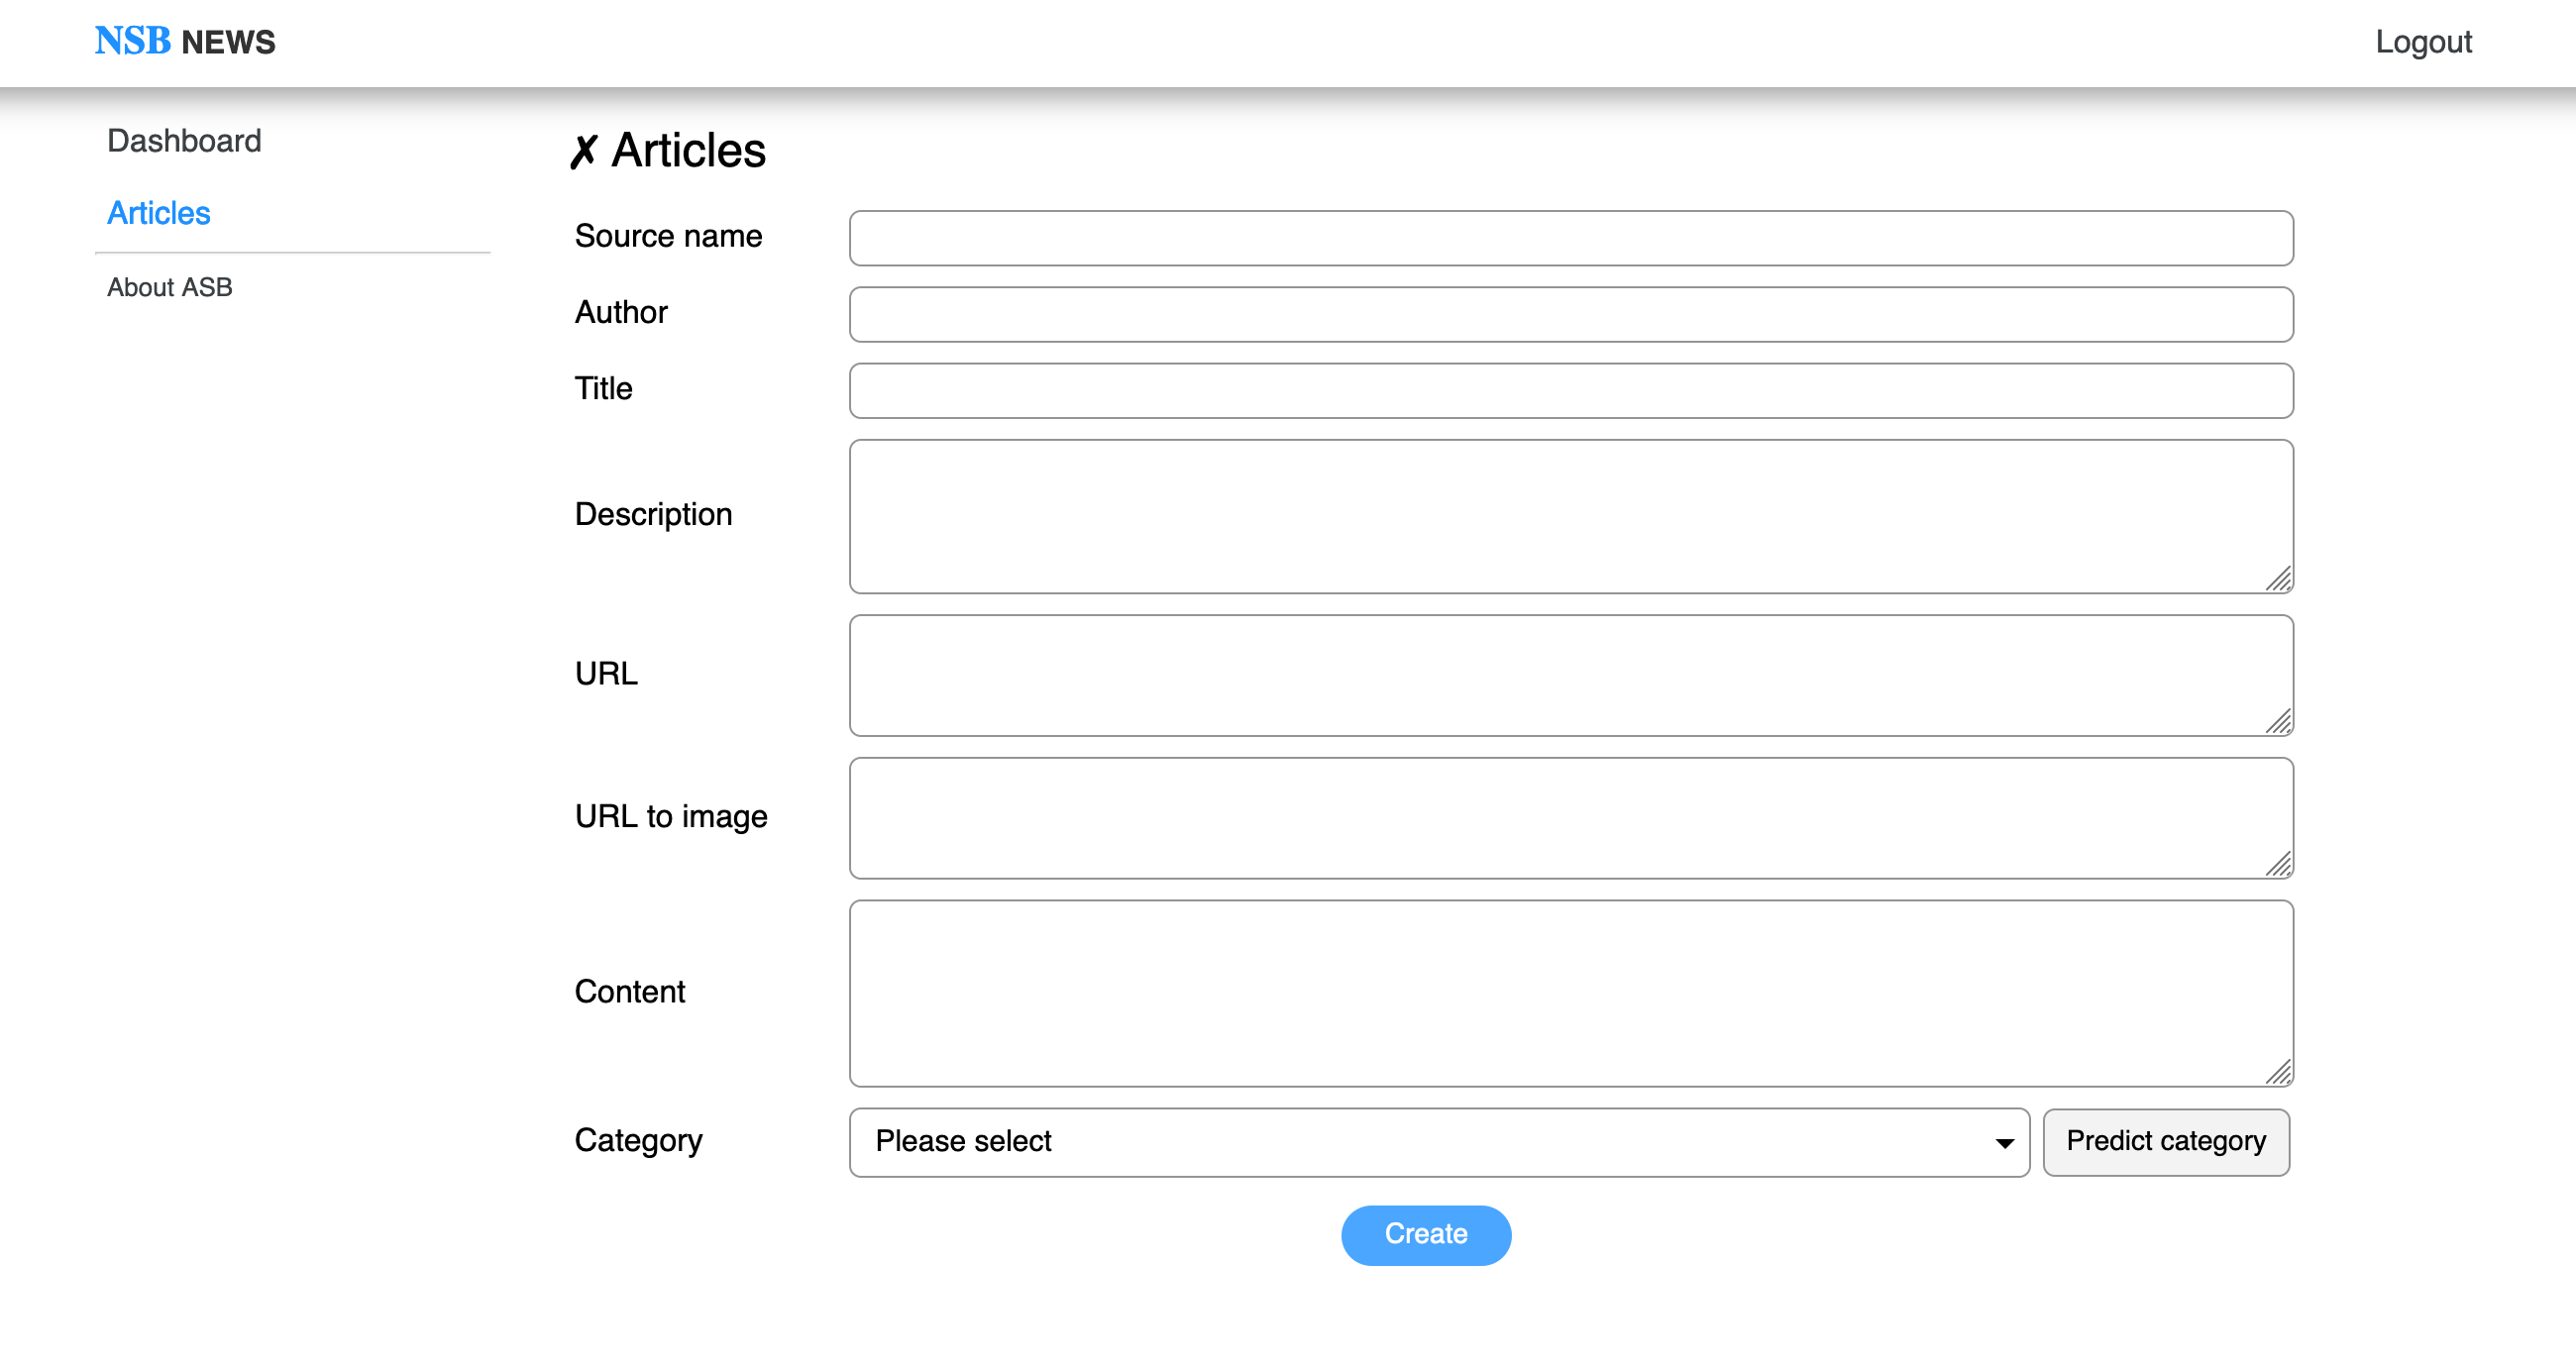 NSB NEWS
Logout
Dashboard
Articles
About ASB
✗ Articles
Source name
Author
Title
Description
URL
URL to image
Content
Category
Please select
Predict category
Create